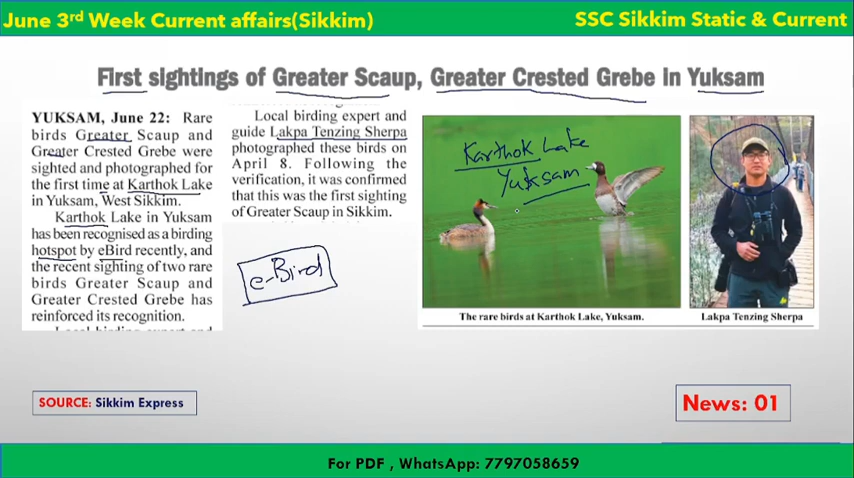 June 3rd Week Current affairs(Sikkim)
SSC Sikkim Static & Current
First sightings of Greater Scaup, Greater Crested Grebe in Yuksam
YUKSAM, June 22: Rare
birds Greater Scaup and
Greater Crested Grebe were
sighted and photographed for
the first time at Karthok Lake
in Yuksam, West Sikkim.
Karthok Lake in Yuksam
has been recognised as a birding
hotspot by eBird recently, and
the recent sighting of two rare
birds Greater Scaup and
Greater Crested Grebe has
reinforced its recognition.
Local birding expert and
guide Lakpa Tenzing Sherpa
photographed these birds on
April 8. Following the
verification, it was confirmed
that this was the first sighting
of Greater Scaup in Sikkim.
e-Bird
Karthok Lake
Yuksam
The rare birds at Karthok Lake, Yuksam.
Lakpa Tenzing Sherpa
SOURCE: Sikkim Express
News: 01
For PDF , WhatsApp: 7797058659